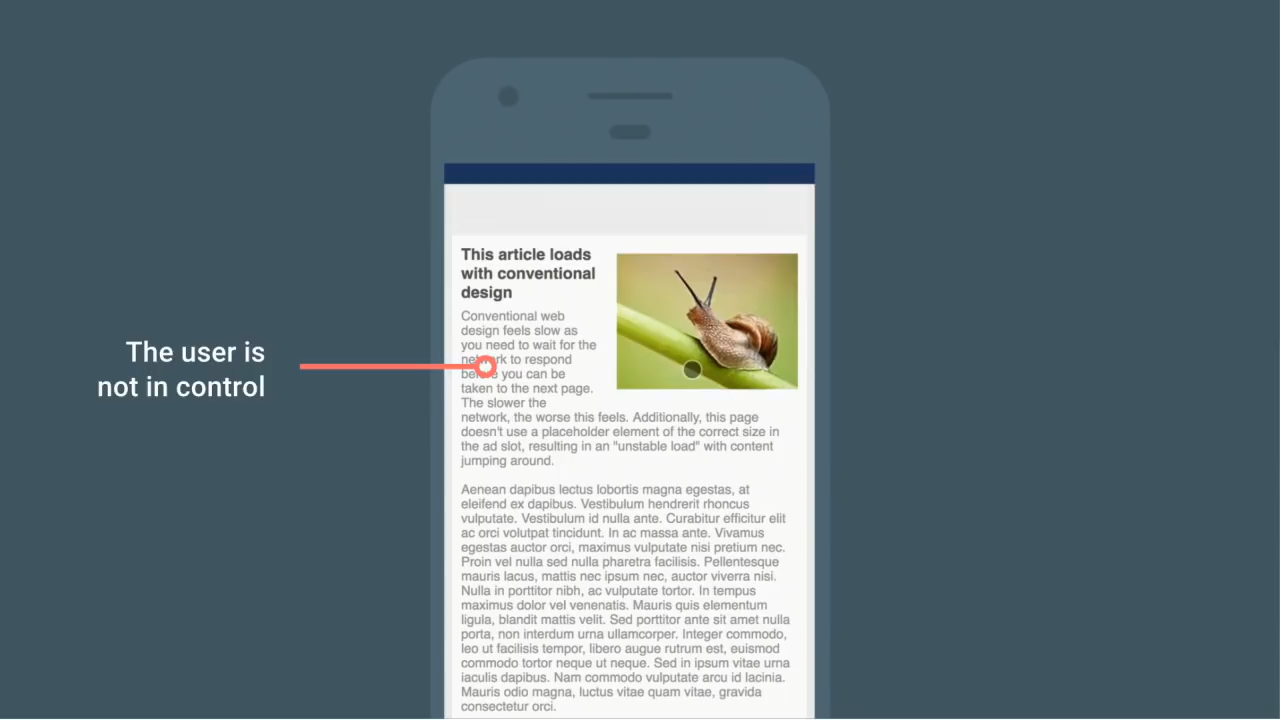 The user is
not in control
This article loads
with conventional
design
Conventional web
design feels slow as
you need to wait for the
network to respond
before you can be
taken to the next page.
The slower the
network, the worse this feels. Additionally, this page
doesn't use a placeholder element of the correct size in
the ad slot, resulting in an "unstable load" with content
jumping around.
Aenean dapibus lectus lobortis magna egestas, at
eleifend ex dapibus. Vestibulum hendrerit rhoncus
vulputate. Vestibulum id nulla ante. Curabitur efficitur elit
ac orci volutpat tincidunt. In ac massa ante. Vivamus
egestas auctor orci, maximus vulputate nisi pretium nec.
Proin vel nulla sed nulla pharetra facilisis. Pellentesque
mauris lacus, mattis nec ipsum nec, auctor viverra nisi.
Nulla in porttitor nibh, ac vulputate tortor. In tempus
maximus dolor vel venenatis. Mauris quis elementum
ligula, blandit mattis velit. Sed porttitor ante sit amet nulla
porta, non interdum urna ullamcorper. Integer commodo,
leo ut facilisis tempor, libero augue rutrum est, euismod
commodo tortor neque ut neque. Sed in ipsum vitae urna
iaculis dapibus. Nam commodo vulputate arcu id lacinia.
Mauris odio magna, luctus vitae quam vitae, gravida
consectetur orci.